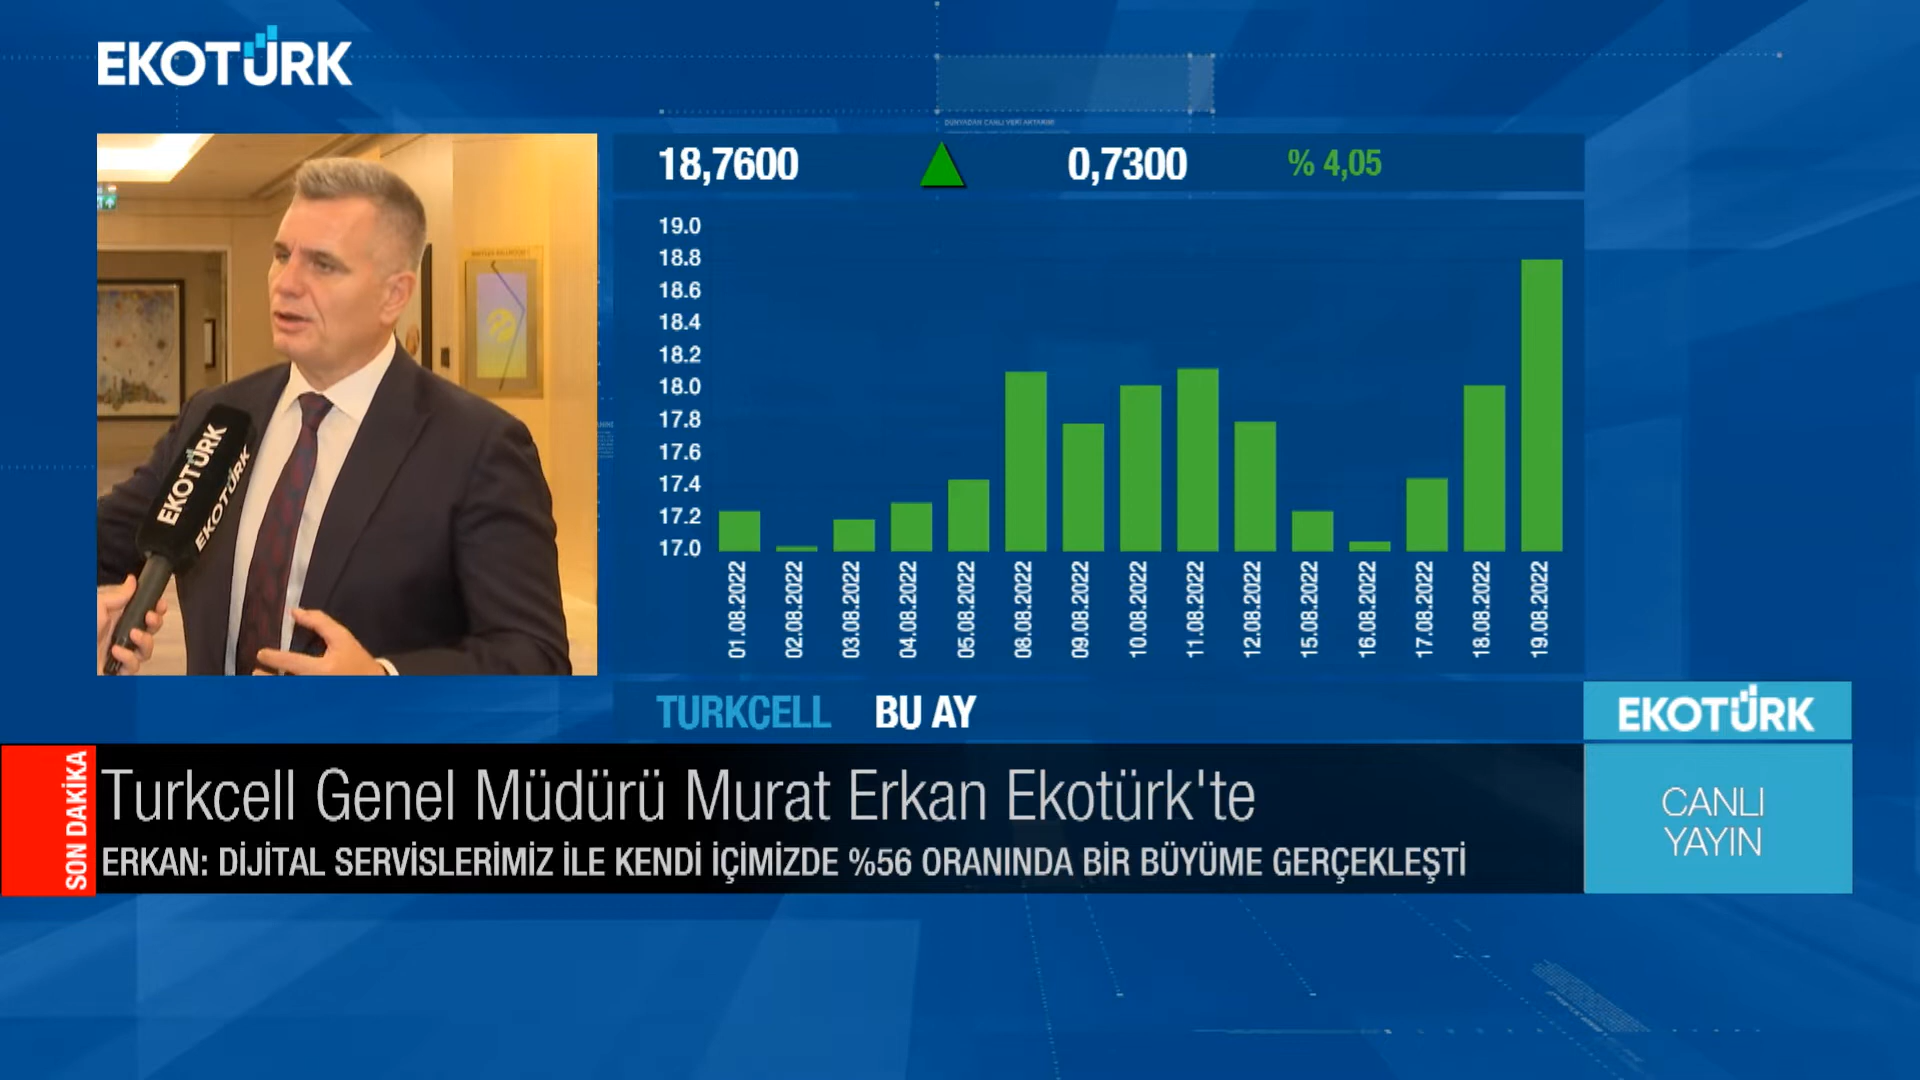 EKOTÜRK
DÜNYADAN CANLI VERİ AKTARIMI
18,7600 0,7300 % 4,05
19.0
18.8
18.6
18.4
18.2
18.0
17.8
17.6
17.4
17.2
17.0
01.08.2022
02.08.2022
03.08.2022
04.08.2022
05.08.2022
08.08.2022
09.08.2022
10.08.2022
11.08.2022
12.08.2022
15.08.2022
16.08.2022
17.08.2022
18.08.2022
19.08.2022
EKOTÜRK
EKOTÜRK
TURKCELL BU AY
EKOTÜRK
SON DAKİKA
Turkcell Genel Müdürü Murat Erkan Ekotürk'te
ERKAN: DİJİTAL SERVİSLERİMİZ İLE KENDİ İÇİMİZDE %56 ORANINDA BİR BÜYÜME GERÇEKLEŞTİ
CANLI
YAYIN